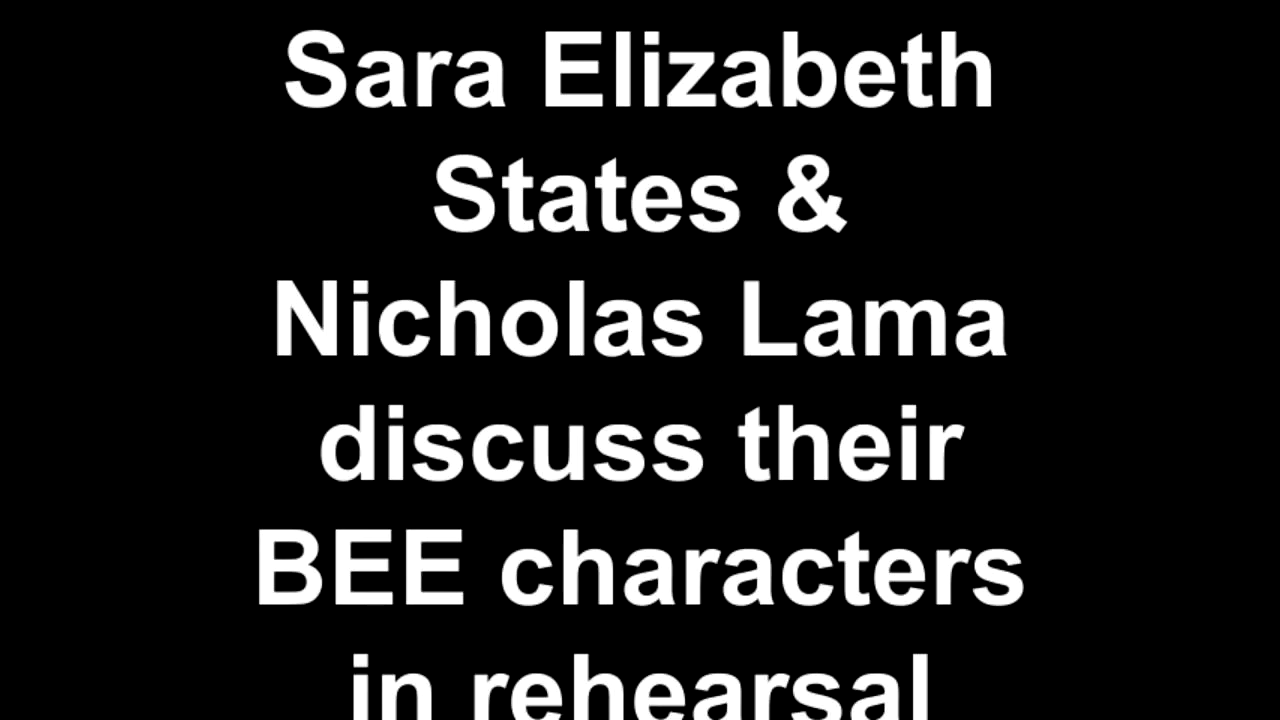 Sara Elizabeth
States &
Nicholas Lama
discuss their
BEE characters
in rehearsal